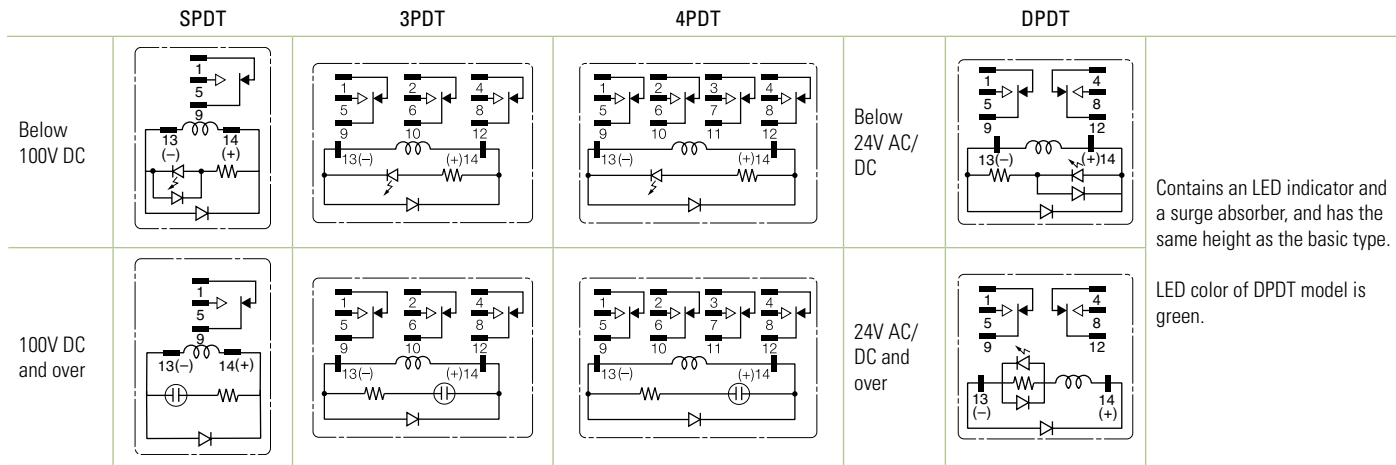 SPDT 3PDT 4PDT DPDT
Below
100V DC
1
5
9
13
(–)
14
(+)
1 2 4
5 6 8
9 10 12
13(–) (+)14
1 2 3 4
5 6 7 8
9 10 11 12
13(–) (+)14
Below
24V AC/
DC
1 4
5 8
9 12
13(–) (+)14
Contains an LED indicator and
a surge absorber, and has the
same height as the basic type.
LED color of DPDT model is
green.
100V DC
and over
1
5
9
13(–) 14(+)
1 2 4
5 6 8
9 10 12
13(–) (+)14
1 2 3 4
5 6 7 8
9 10 11 12
13(–) (+)14
24V AC/
DC and
over
1 4
5 8
9 12
13 14
(–) (+)